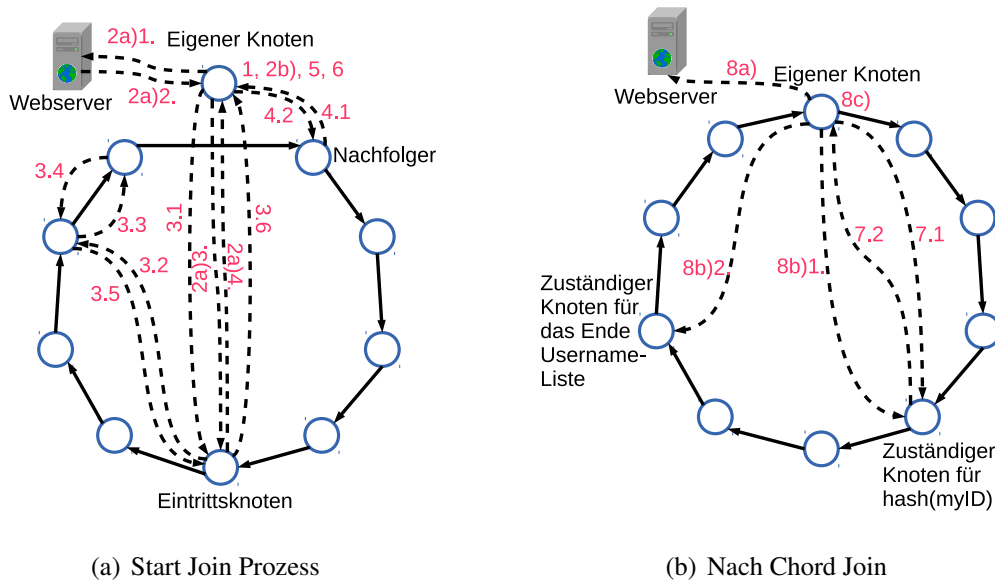 2a)1.
Eigener Knoten
1, 2b), 5, 6
Webserver
2a)2.
4.2
4.1
Nachfolger
3.4
3.3
3.1
2a)3.
2a)4.
3.6
3.2
3.5
Eintrittsknoten
(a) Start Join Prozess
8a)
Eigener Knoten
Webserver
8c)
7.2
7.1
8b)2.
8b)1.
Zuständiger
Knoten für
das Ende
Username-
Liste
Zuständiger
Knoten für
hash(myID)
(b) Nach Chord Join